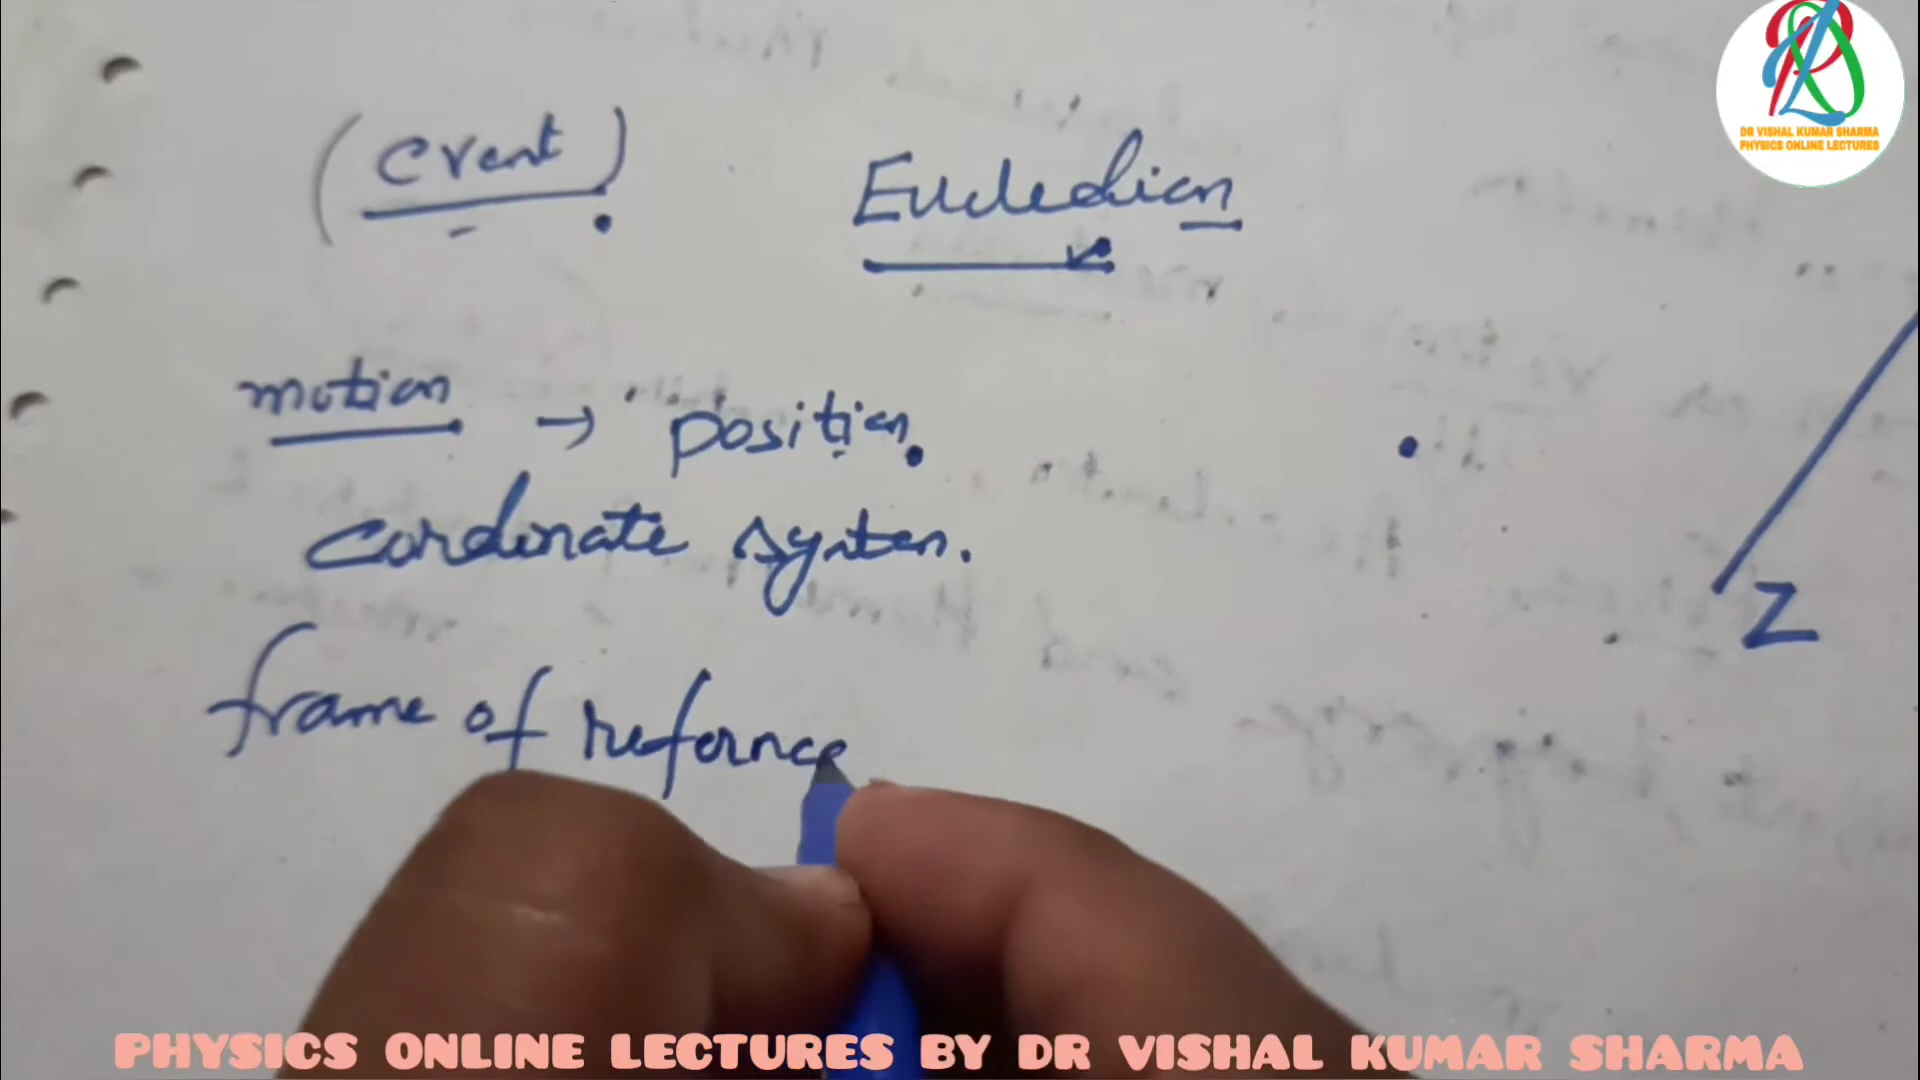 (event)
Eucledian
motion → position.
Cordinate system.
frame of refernce
Z
DR VISHAL KUMAR SHARMA
PHYSICS ONLINE LECTURES
PHYSICS ONLINE LECTURES BY DR VISHAL KUMAR SHARMA